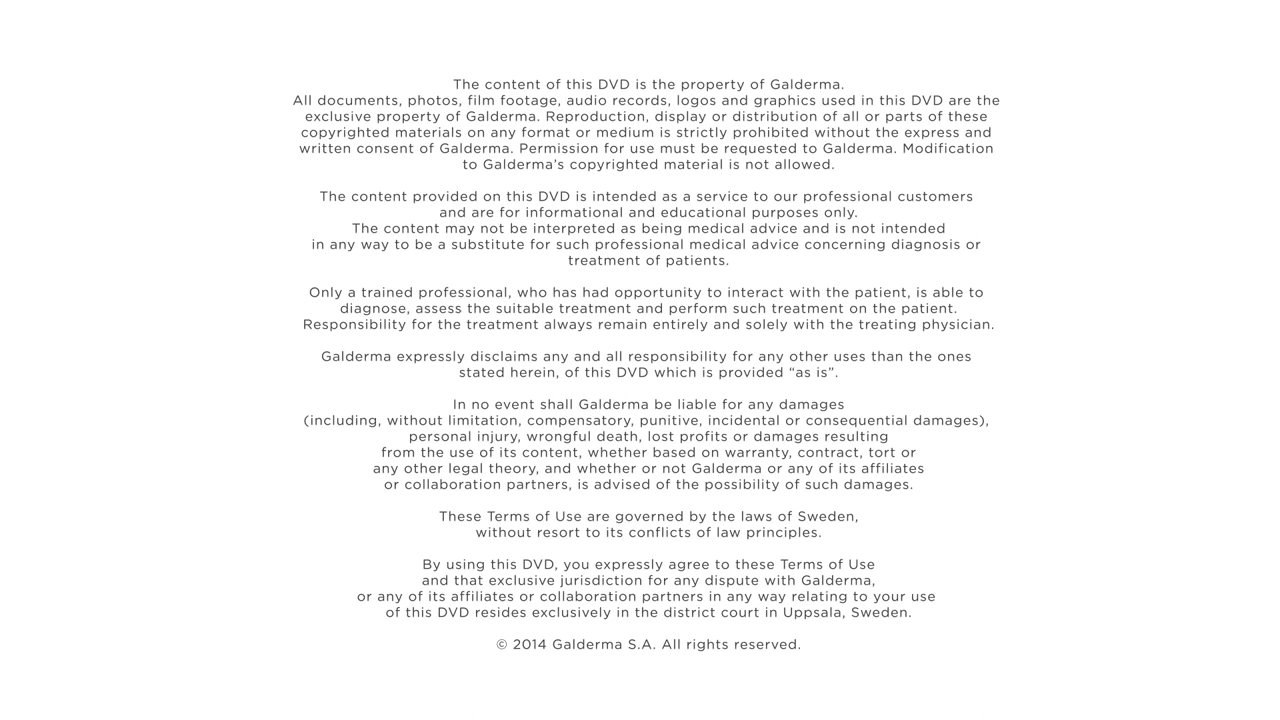 The content of this DVD is the property of Galderma.
All documents, photos, film footage, audio records, logos and graphics used in this DVD are the
exclusive property of Galderma. Reproduction, display or distribution of all or parts of these
copyrighted materials on any format or medium is strictly prohibited without the express and
written consent of Galderma. Permission for use must be requested to Galderma. Modification
to Galderma's copyrighted material is not allowed.
The content provided on this DVD is intended as a service to our professional customers
and are for informational and educational purposes only.
The content may not be interpreted as being medical advice and is not intended
in any way to be a substitute for such professional medical advice concerning diagnosis or
treatment of patients.
Only a trained professional, who has had opportunity to interact with the patient, is able to
diagnose, assess the suitable treatment and perform such treatment on the patient.
Responsibility for the treatment always remain entirely and solely with the treating physician.
Galderma expressly disclaims any and all responsibility for any other uses than the ones
stated herein, of this DVD which is provided “as is”.
In no event shall Galderma be liable for any damages
(including, without limitation, compensatory, punitive, incidental or consequential damages),
personal injury, wrongful death, lost profits or damages resulting
from the use of its content, whether based on warranty, contract, tort or
any other legal theory, and whether or not Galderma or any of its affiliates
or collaboration partners, is advised of the possibility of such damages.
These Terms of Use are governed by the laws of Sweden,
without resort to its conflicts of law principles.
By using this DVD, you expressly agree to these Terms of Use
and that exclusive jurisdiction for any dispute with Galderma,
or any of its affiliates or collaboration partners in any way relating to your use
of this DVD resides exclusively in the district court in Uppsala, Sweden.
© 2014 Galderma S.A. All rights reserved.